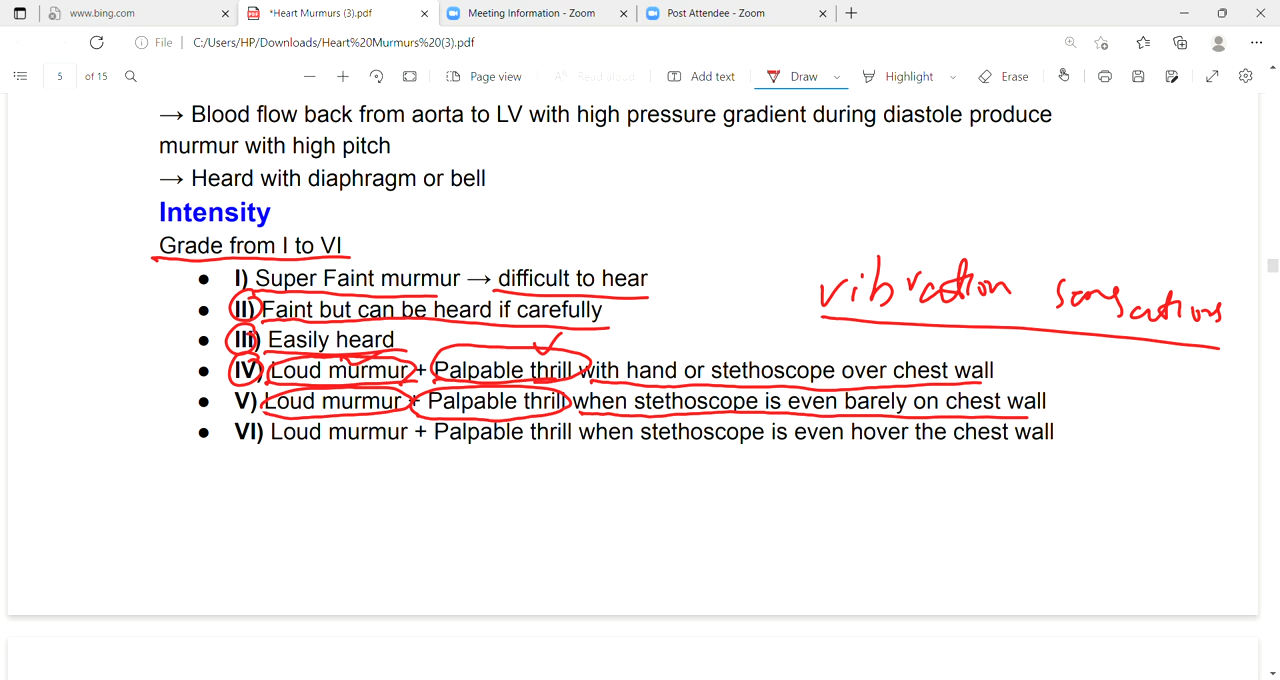 www.bing.com
*Heart Murmurs (3).pdf
Meeting Information - Zoom
Post Attendee - Zoom
File
C:/Users/HP/Downloads/Heart%20Murmurs%20(3).pdf
5 of 15
Page view
Read aloud
Add text
Draw
Highlight
Erase
→ Blood flow back from aorta to LV with high pressure gradient during diastole produce
murmur with high pitch
→ Heard with diaphragm or bell
Intensity
Grade from I to VI
● I) Super Faint murmur → difficult to hear
● II) Faint but can be heard if carefully
● III) Easily heard
● IV) Loud murmur + Palpable thrill with hand or stethoscope over chest wall
● V) Loud murmur + Palpable thrill when stethoscope is even barely on chest wall
● VI) Loud murmur + Palpable thrill when stethoscope is even hover the chest wall
vibration